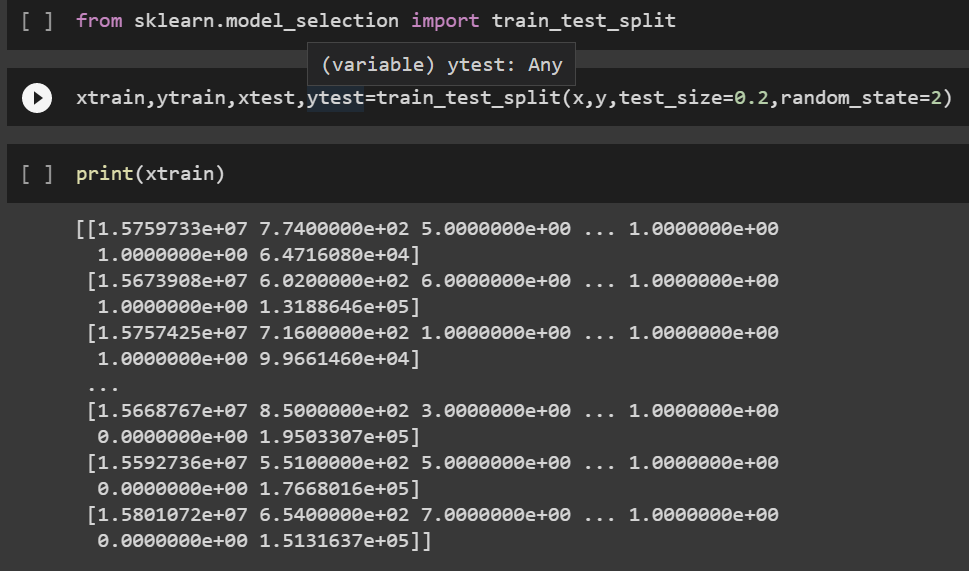 [ ] from sklearn.model_selection import train_test_split
(variable) ytest: Any
xtrain,ytrain,xtest,ytest=train_test_split(x,y,test_size=0.2,random_state=2)
[ ] print(xtrain)
[[1.5759733e+07 7.7400000e+02 5.0000000e+00 ... 1.0000000e+00
1.0000000e+00 6.4716080e+04]
[1.5673908e+07 6.0200000e+02 6.0000000e+00 ... 1.0000000e+00
1.0000000e+00 1.3188646e+05]
[1.5757425e+07 7.1600000e+02 1.0000000e+00 ... 1.0000000e+00
1.0000000e+00 9.9661460e+04]
...
[1.5668767e+07 8.5000000e+02 3.0000000e+00 ... 1.0000000e+00
0.0000000e+00 1.9503307e+05]
[1.5592736e+07 5.5100000e+02 5.0000000e+00 ... 1.0000000e+00
0.0000000e+00 1.7668016e+05]
[1.5801072e+07 6.5400000e+02 7.0000000e+00 ... 1.0000000e+00
0.0000000e+00 1.5131637e+05]]